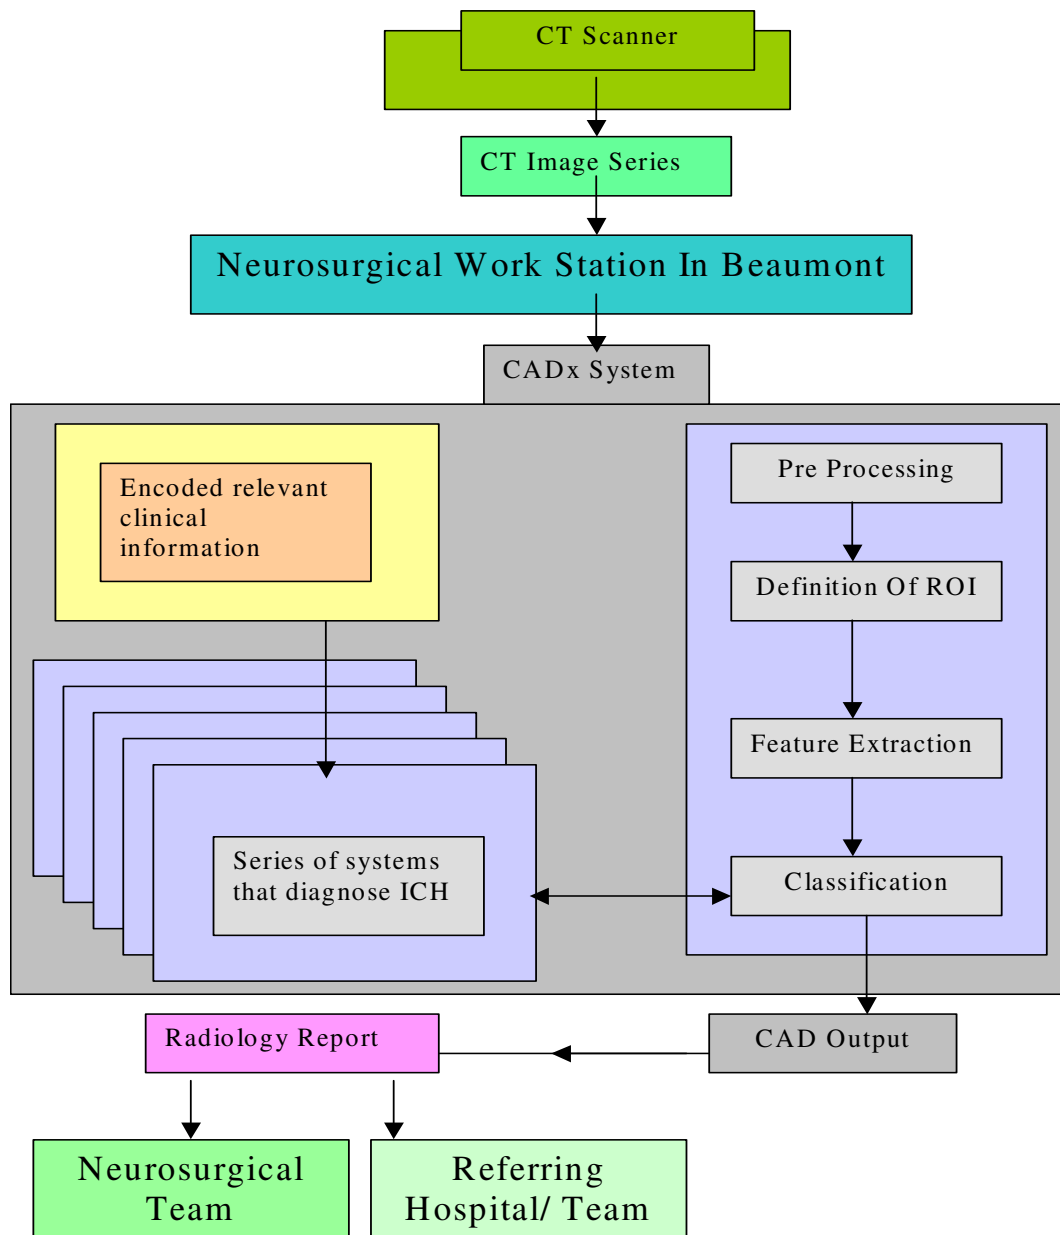 CT Scanner
CT Image Series
Neurosurgical Work Station In Beaumont
CADx System
Encoded relevant
clinical
information
Pre Processing
Definition Of ROI
Feature Extraction
Series of systems
that diagnose ICH
Classification
Radiology Report
CAD Output
Neurosurgical
Team
Referring
Hospital/ Team